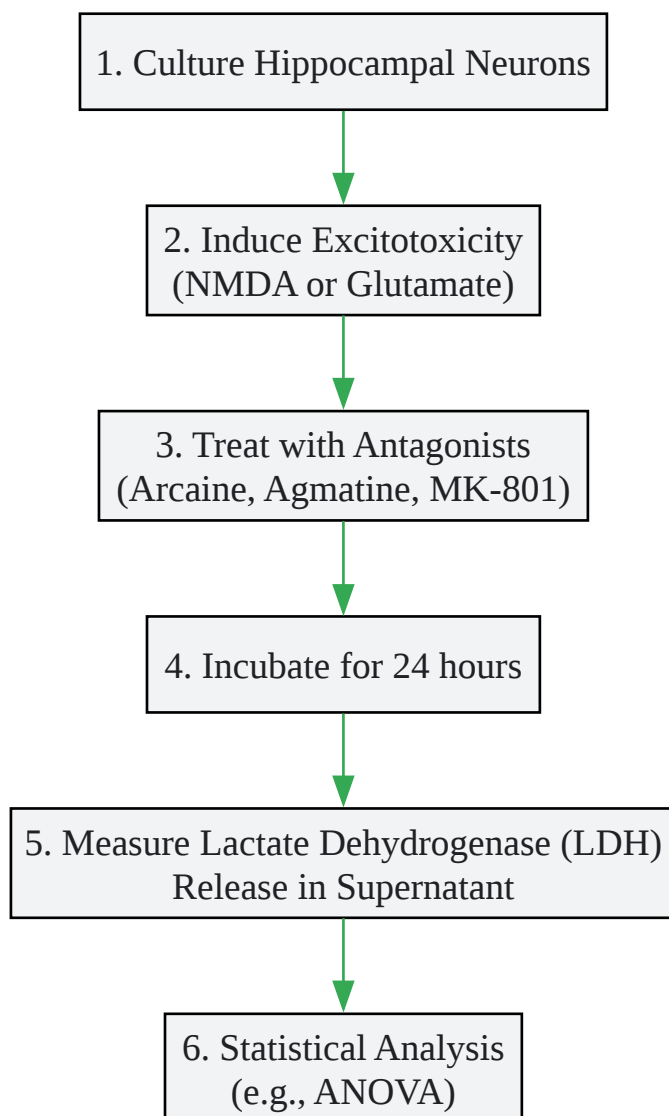 1. Culture Hippocampal Neurons
2. Induce Excitotoxicity
(NMDA or Glutamate)
3. Treat with Antagonists
(Arcaine, Agmatine, MK-801)
4. Incubate for 24 hours
5. Measure Lactate Dehydrogenase (LDH)
Release in Supernatant
6. Statistical Analysis
(e.g., ANOVA)